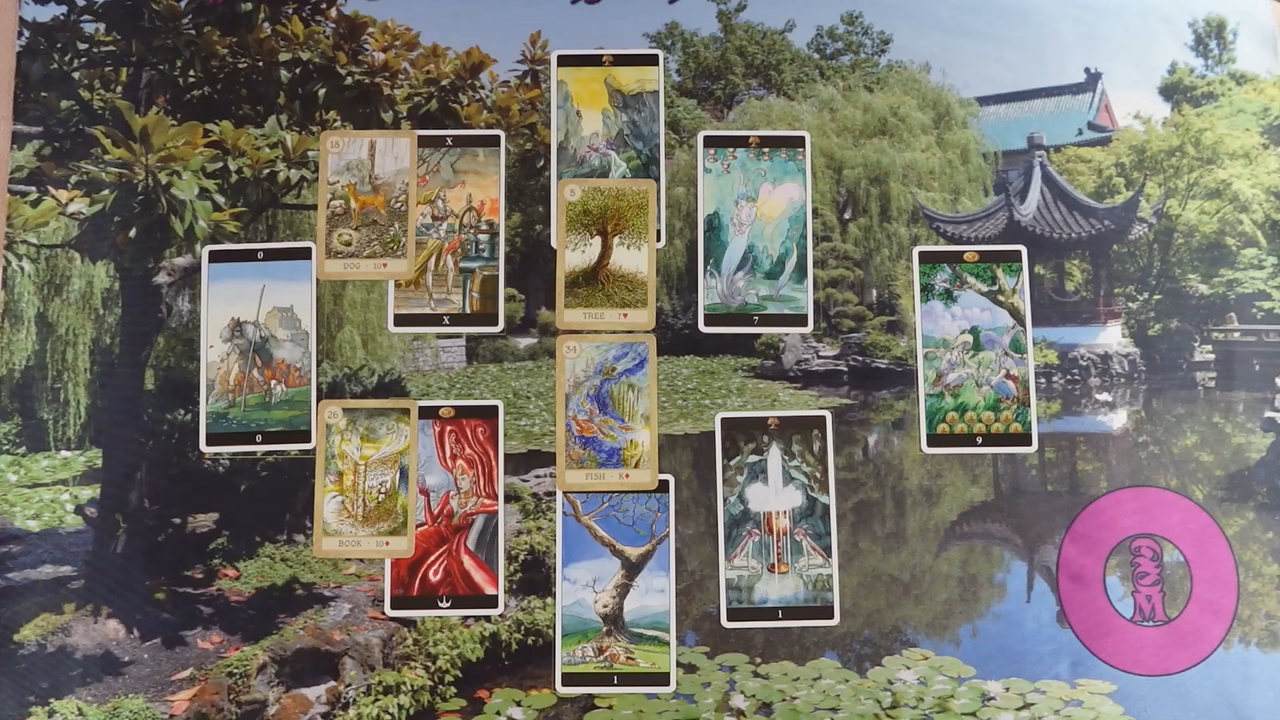 18
DOG - 10♥
X
X
8
TREE - 7♥
7
0
0
9
26
BOOK - 10♦
34
FISH - K♦
1
1